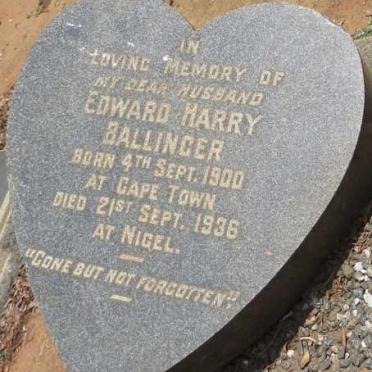 IN
LOVING MEMORY OF
MY DEAR HUSBAND
EDWARD HARRY
BALLINGER
BORN 4TH SEPT. 1900
AT CAPE TOWN
DIED 21ST SEPT. 1936
AT NIGEL.
"GONE BUT NOT FORGOTTEN".